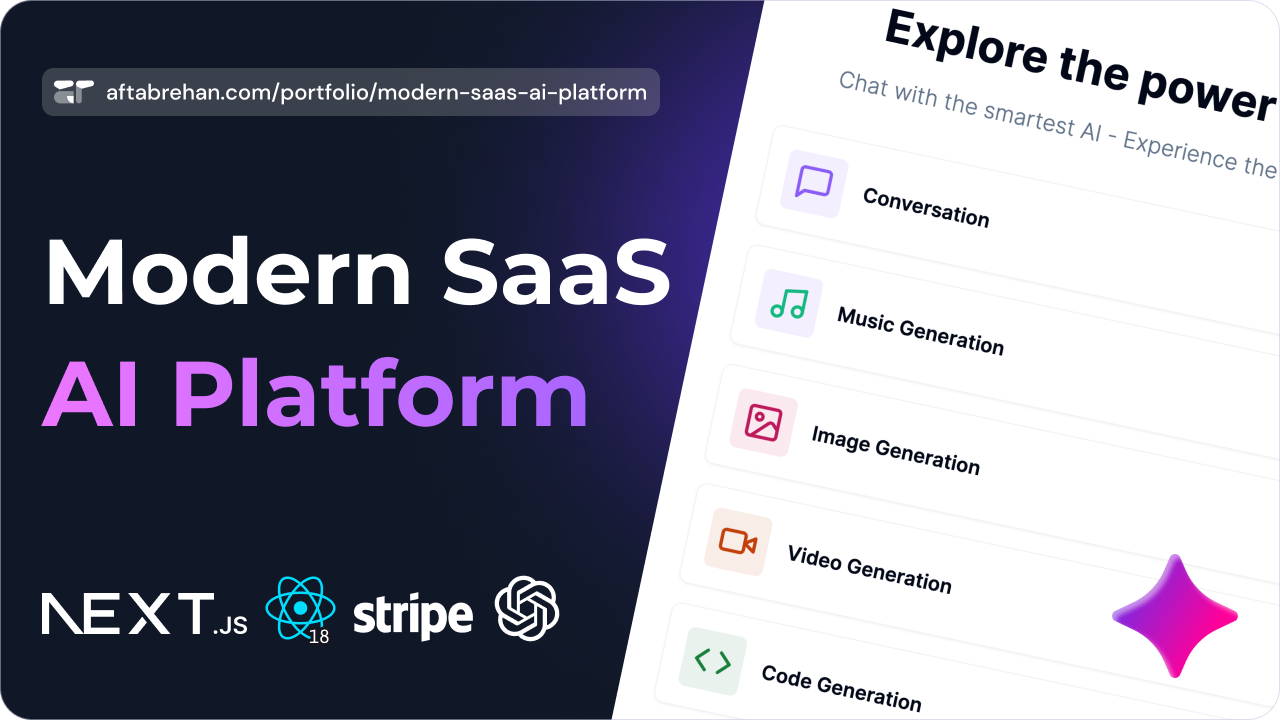 aftabrehan.com/portfolio/modern-saas-ai-platform
Modern SaaS
AI Platform
NEXT.JS
18
stripe
Explore the power
Chat with the smartest AI - Experience the
Conversation
Music Generation
Image Generation
Video Generation
Code Generation